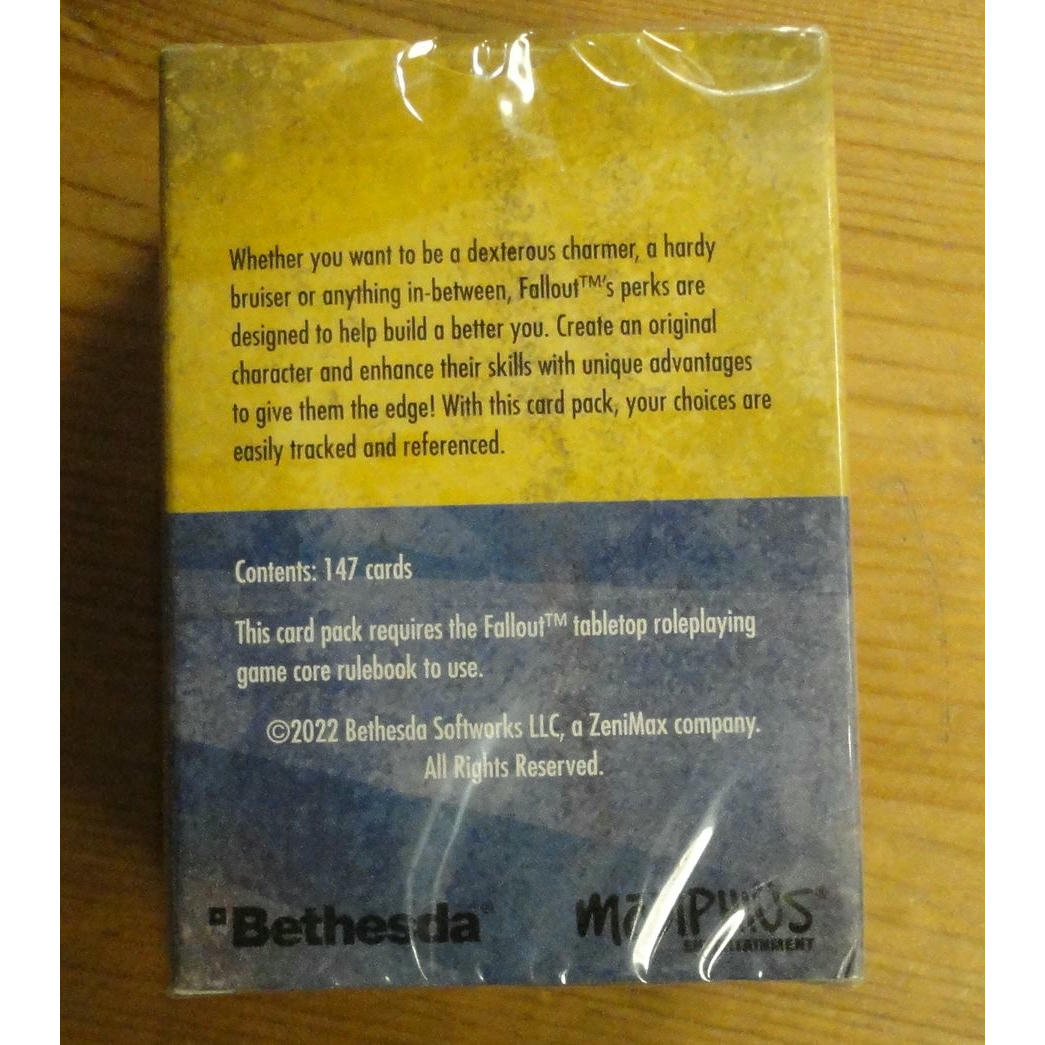 Whether you want to be a dexterous charmer, a hardy
bruiser or anything in-between, Fallout™'s perks are
designed to help build a better you. Create an original
character and enhance their skills with unique advantages
to give them the edge! With this card pack, your choices are
easily tracked and referenced.
Contents: 147 cards
This card pack requires the Fallout™ tabletop roleplaying
game core rulebook to use.
©2022 Bethesda Softworks LLC, a ZeniMax company.
All Rights Reserved.
Bethesda®
mōdiphiüs®
ENTERTAINMENT